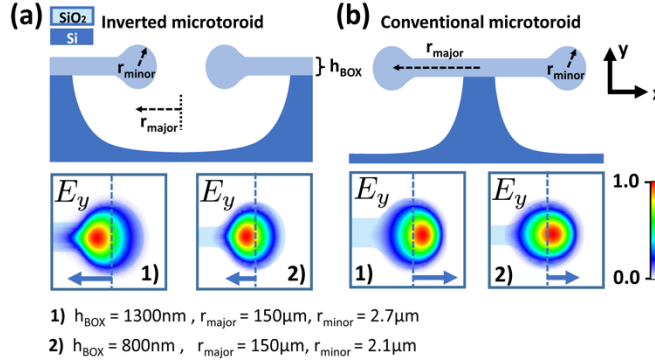 (a) Inverted microtoroid
SiO₂
Si
r_minor
r_major
h_BOX
E_y
1)
E_y
2)
(b) Conventional microtoroid
r_major
r_minor
y
x
E_y
1)
E_y
2)
1.0
0.0
1) h_BOX = 1300nm , r_major = 150μm, r_minor = 2.7μm
2) h_BOX = 800nm , r_major = 150μm, r_minor = 2.1μm